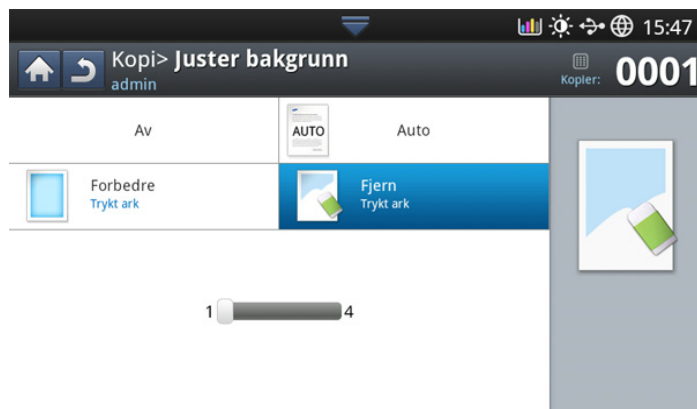 15:47
Kopi> Juster bakgrunn
admin
Kopier: 0001
Av
AUTO Auto
Forbedre
Trykt ark
Fjern
Trykt ark
1 4